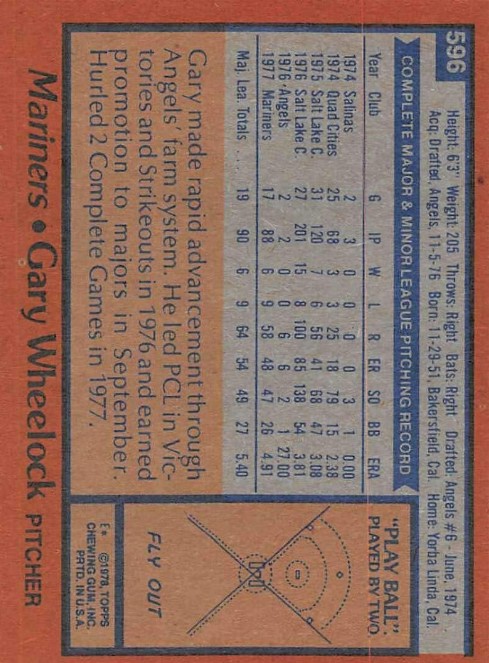 596
Height: 6'3" Weight: 205 Throws: Right Bats: Right Drafted, Angels #6 - June, 1974
Acq: Drafted, Angels, 11-5-76 Born: 11-29-51, Bakersfield, Cal. Home: Yorba Linda, Cal.
COMPLETE MAJOR & MINOR LEAGUE PITCHING RECORD
Year Club G IP W L R ER SO BB ERA
1974 Salinas 2 3 0 0 0 0 3 1 0.00
1974 Quad Cities 25 68 3 3 25 18 79 15 2.38
1975 Salt Lake C. 31 120 7 6 56 41 68 47 3.08
1976 Salt Lake C. 27 201 15 8 100 85 138 54 3.81
1976 Angels 2 2 0 0 6 6 2 1 27.00
1977 Mariners 17 88 6 9 58 48 47 26 4.91
Maj. Lea. Totals . . . 19 90 6 9 64 54 49 27 5.40
Gary made rapid advancement through
Angels' farm system. He led PCL in Vic-
tories and Strikeouts in 1976 and earned
promotion to majors in September.
Hurled 2 Complete Games in 1977.
"PLAY BALL"
PLAYED BY TWO
FLY OUT
E* ©1978, TOPPS
CHEWING GUM, INC.
PRTD. IN U.S.A.
Mariners • Gary Wheelock PITCHER